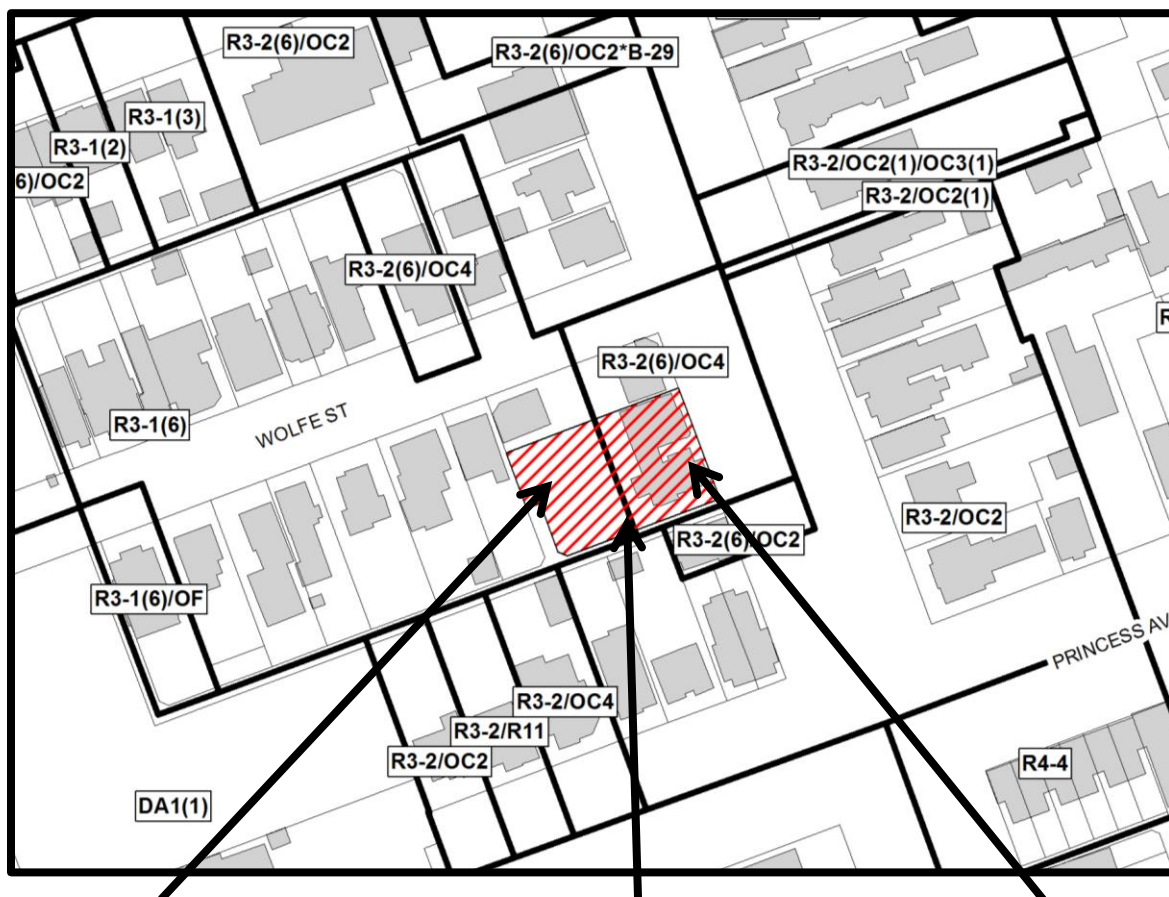 R3-2(6)/OC2
R3-2(6)/OC2*B-29
R3-1(3)
R3-1(2)
6)/OC2
R3-2/OC2(1)/OC3(1)
R3-2/OC2(1)
R3-2(6)/OC4
R3-2(6)/OC4
R3-1(6)
WOLFE ST
R3-2/OC2
R3-2(6)/OC2
R3-1(6)/OF
PRINCESS AV
R3-2/OC4
R3-2/R11
R3-2/OC2
R4-4
DA1(1)